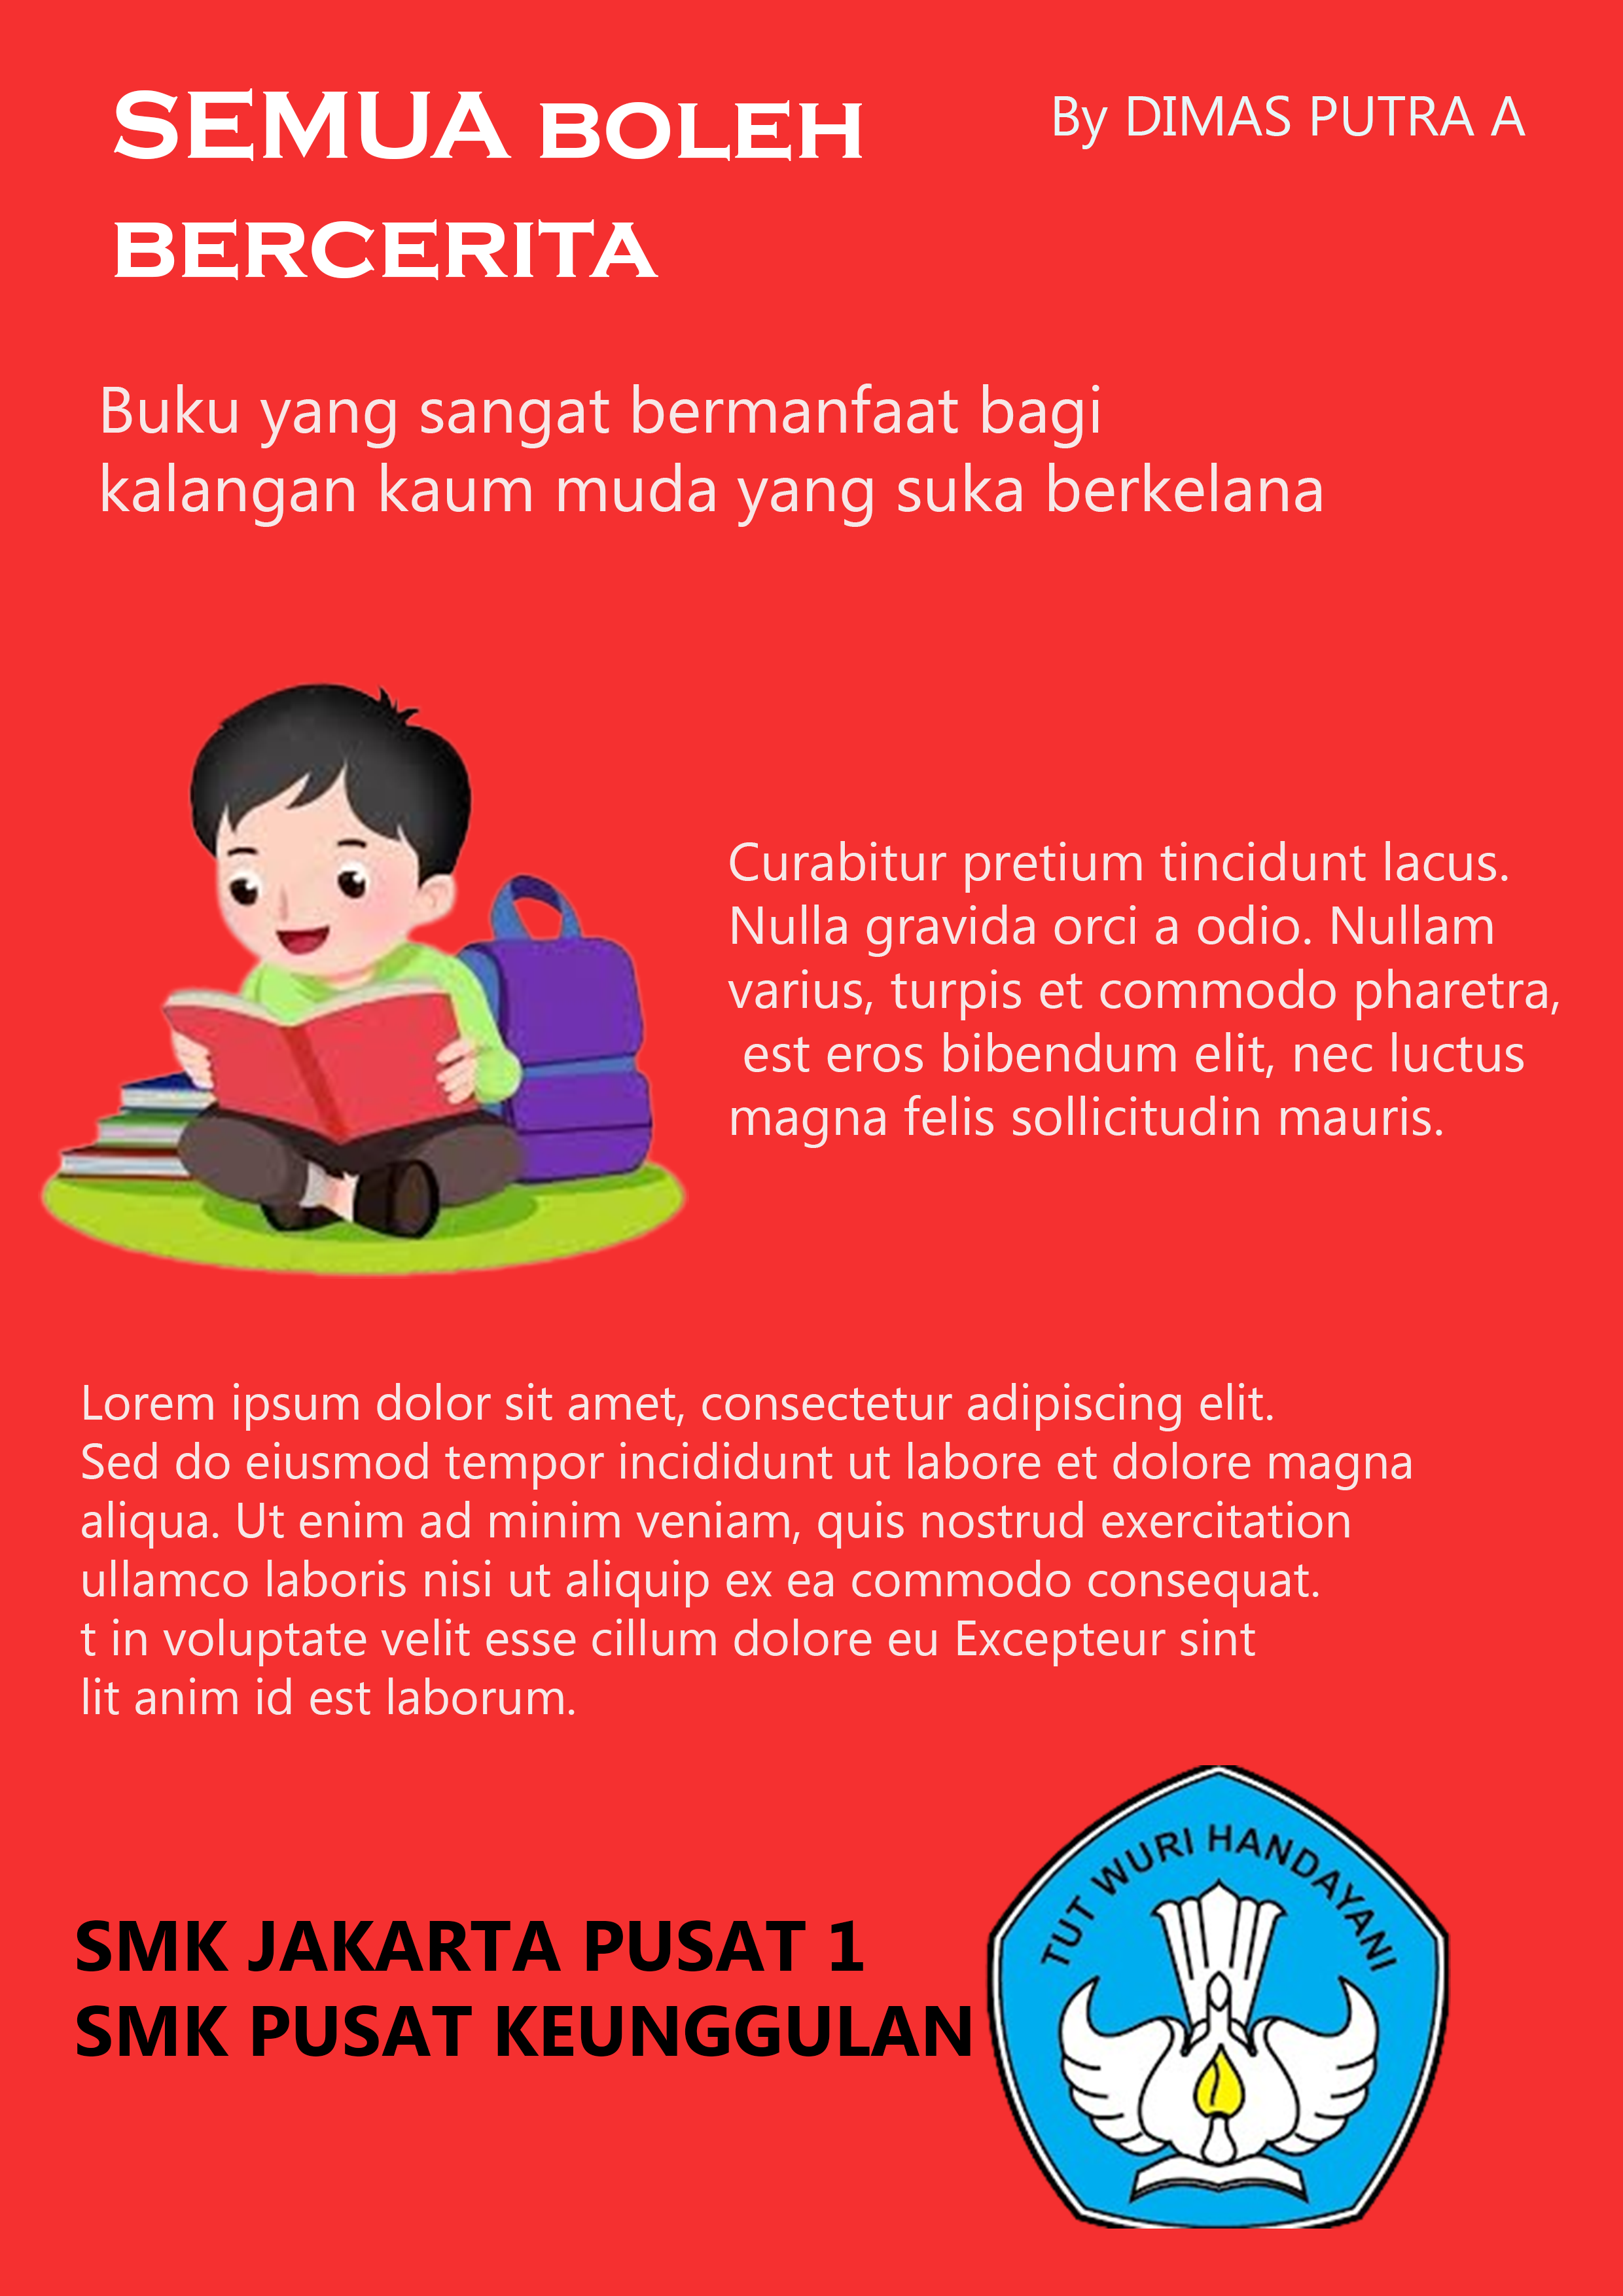 SEMUA BOLEH
BERCERITA
By DIMAS PUTRA A
Buku yang sangat bermanfaat bagi
kalangan kaum muda yang suka berkelana
Curabitur pretium tincidunt lacus.
Nulla gravida orci a odio. Nullam
varius, turpis et commodo pharetra,
est eros bibendum elit, nec luctus
magna felis sollicitudin mauris.
Lorem ipsum dolor sit amet, consectetur adipiscing elit.
Sed do eiusmod tempor incididunt ut labore et dolore magna
aliqua. Ut enim ad minim veniam, quis nostrud exercitation
ullamco laboris nisi ut aliquip ex ea commodo consequat.
t in voluptate velit esse cillum dolore eu Excepteur sint
lit anim id est laborum.
SMK JAKARTA PUSAT 1
SMK PUSAT KEUNGGULAN
TUT WURI HANDAYANI